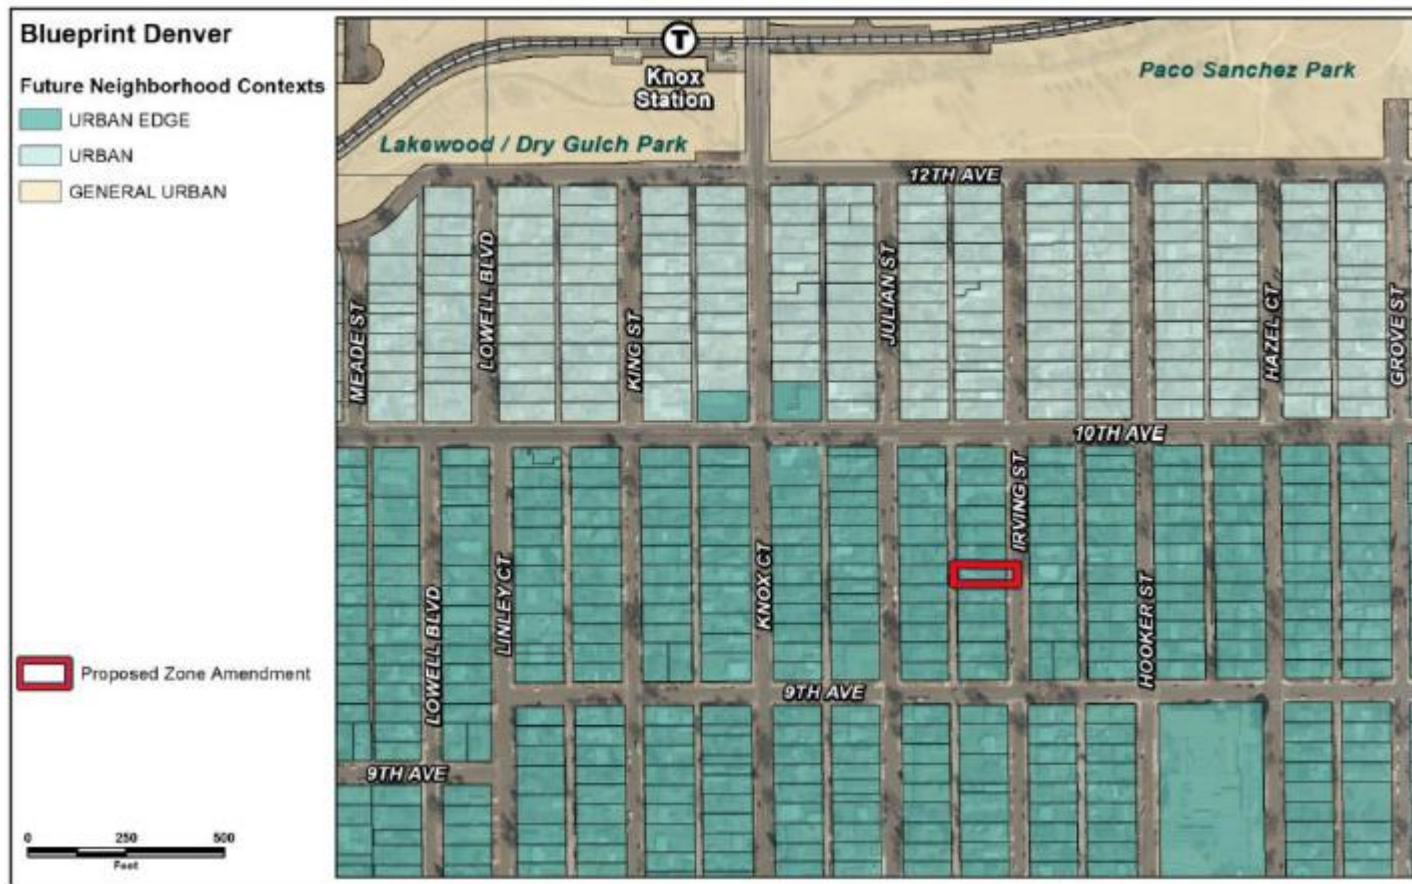 Blueprint Denver
Future Neighborhood Contexts
URBAN EDGE
URBAN
GENERAL URBAN
Proposed Zone Amendment
0 250 500
Feet
T
Knox
Station
Paco Sanchez Park
Lakewood / Dry Gulch Park
12TH AVE
MEADE ST
LOWELL BLVD
KING ST
JULIAN ST
HAZEL CT
GROVE ST
10TH AVE
LOWELL BLVD
LINLEY CT
KNOX CT
IRVING ST
HOOKER ST
9TH AVE
9TH AVE